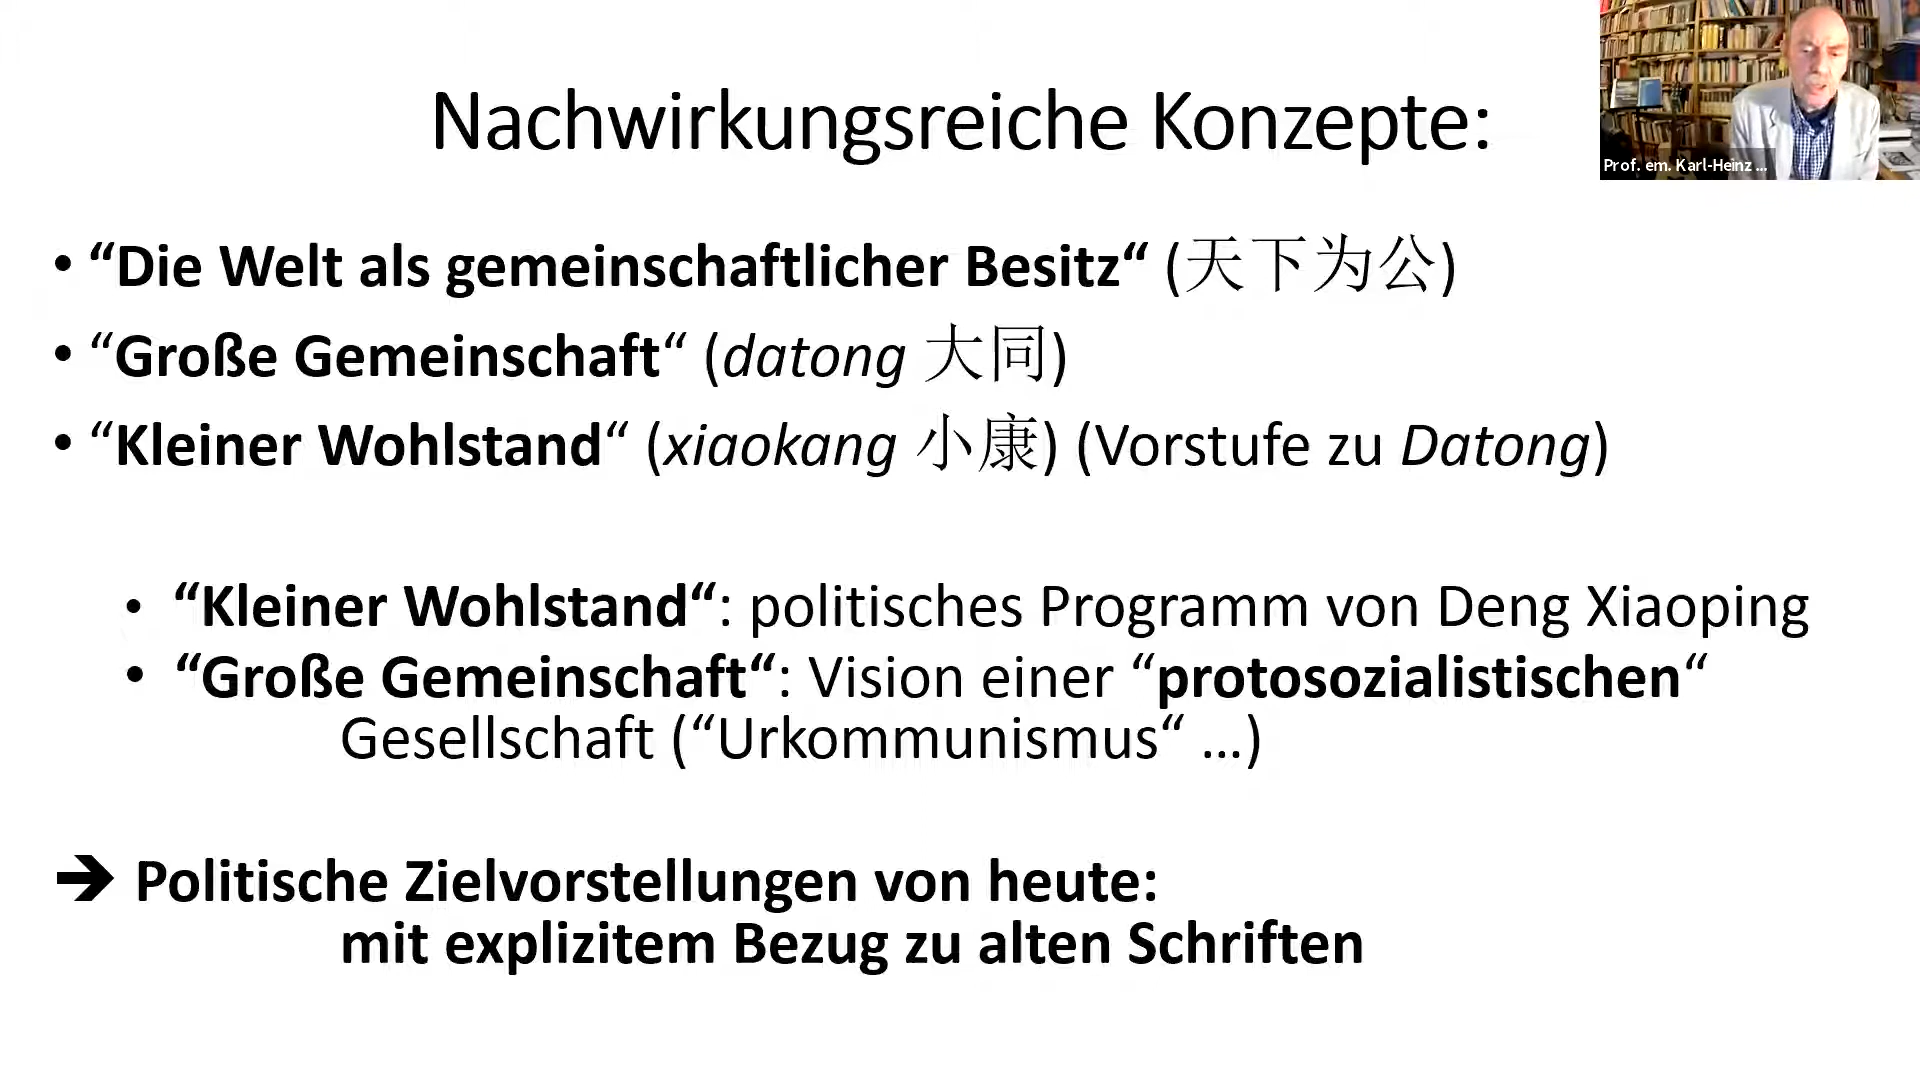 Nachwirkungsreiche Konzepte:
Prof. em. Karl-Heinz ...
• “Die Welt als gemeinschaftlicher Besitz“ (天下为公)
• “Große Gemeinschaft“ (datong 大同)
• “Kleiner Wohlstand“ (xiaokang 小康) (Vorstufe zu Datong)
• “Kleiner Wohlstand“: politisches Programm von Deng Xiaoping
• “Große Gemeinschaft“: Vision einer “protosozialistischen“
Gesellschaft (“Urkommunismus“ ...)
➔ Politische Zielvorstellungen von heute:
mit explizitem Bezug zu alten Schriften